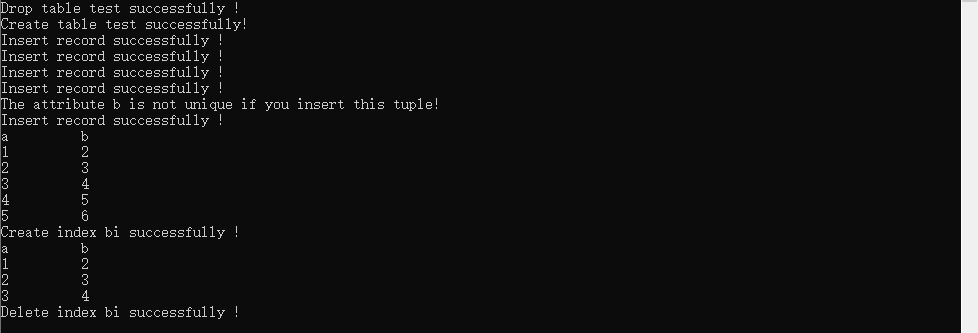 Drop table test successfully !
Create table test successfully!
Insert record successfully !
Insert record successfully !
Insert record successfully !
Insert record successfully !
The attribute b is not unique if you insert this tuple!
Insert record successfully !
a b
1 2
2 3
3 4
4 5
5 6
Create index bi successfully !
a b
1 2
2 3
3 4
Delete index bi successfully !